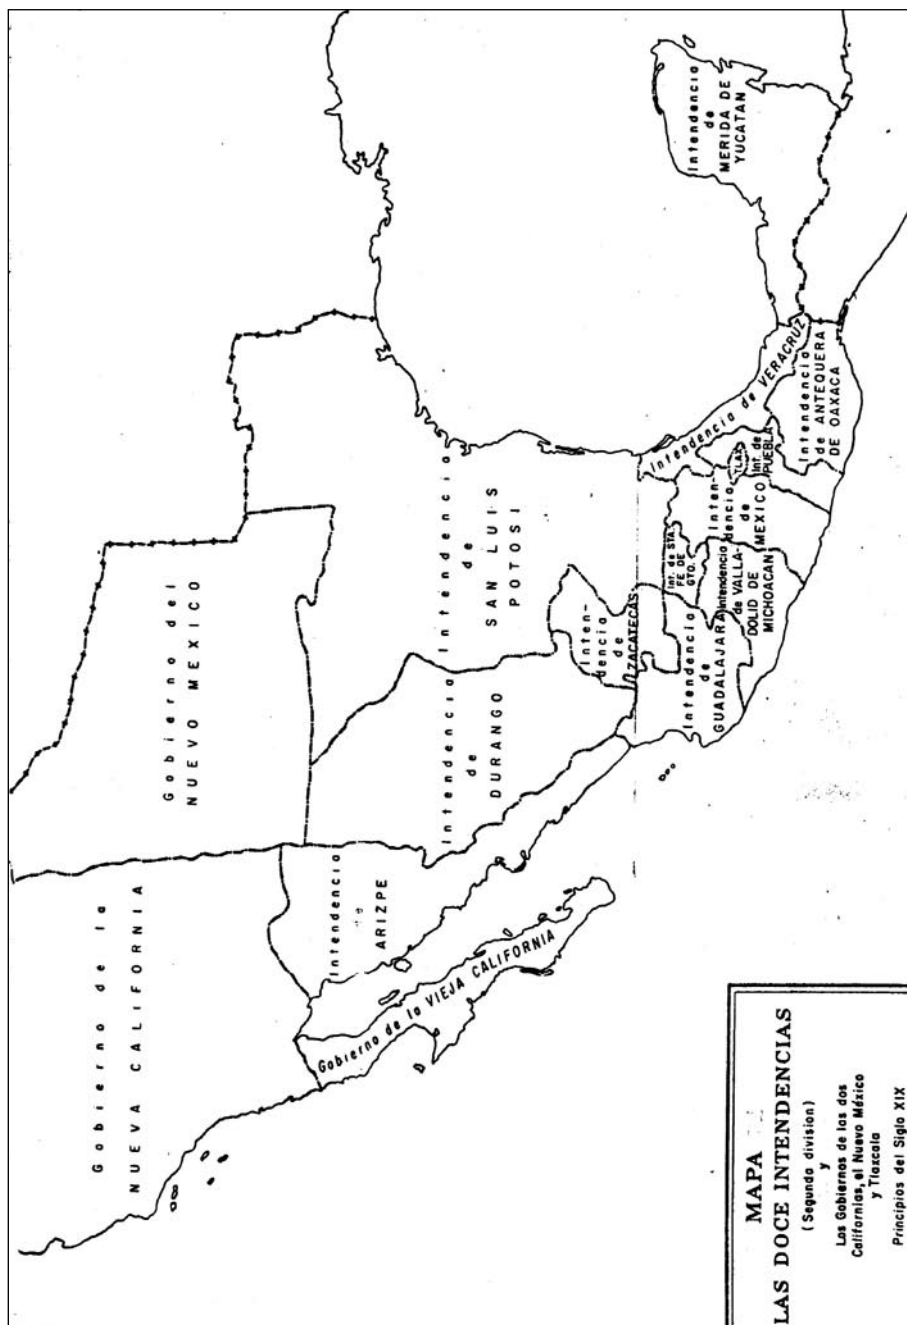 Gobierno de la
NUEVA CALIFORNIA
Gobierno del
NUEVO MEXICO
Intendencia
ARIZPE
Gobierno de la VIEJA CALIFORNIA
Intendencia
de
DURANGO
Intendencia
de
SAN LUIS
POTOSI
Inten-
dencia
de
ZACATECAS
Intendencia
de
GUADALAJARA
Int. de STA.
FE DE
GTO.
Intendencia
de VALLA-
DOLID DE
MICHOACAN
Inten-
dencia
de
MEXICO
TLAX.
Int. de
PUEBLA
Intendencia de VERACRUZ
Intendencia
de ANTEQUERA
DE OAXACA
Intendencia
de
MERIDA DE
YUCATAN
MAPA
LAS DOCE INTENDENCIAS
(Segunda division)
y
Los Gobiernos de las dos
Californias, el Nuevo México
y Tlaxcala
Principios del Siglo XIX